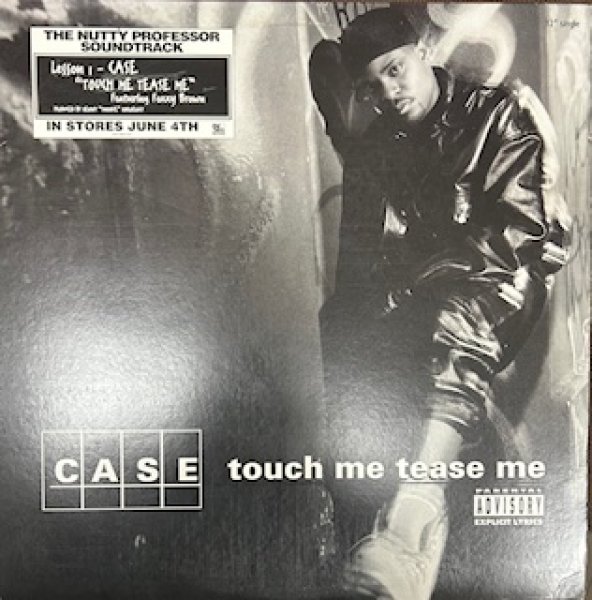 THE NUTTY PROFESSOR
SOUNDTRACK
Lesson 1 - CASE
"TOUCH ME TEASE ME"
Featuring Foxxy Brown
IN STORES JUNE 4TH
12" single
CASE
touch me tease me
PARENTAL
ADVISORY
EXPLICIT LYRICS